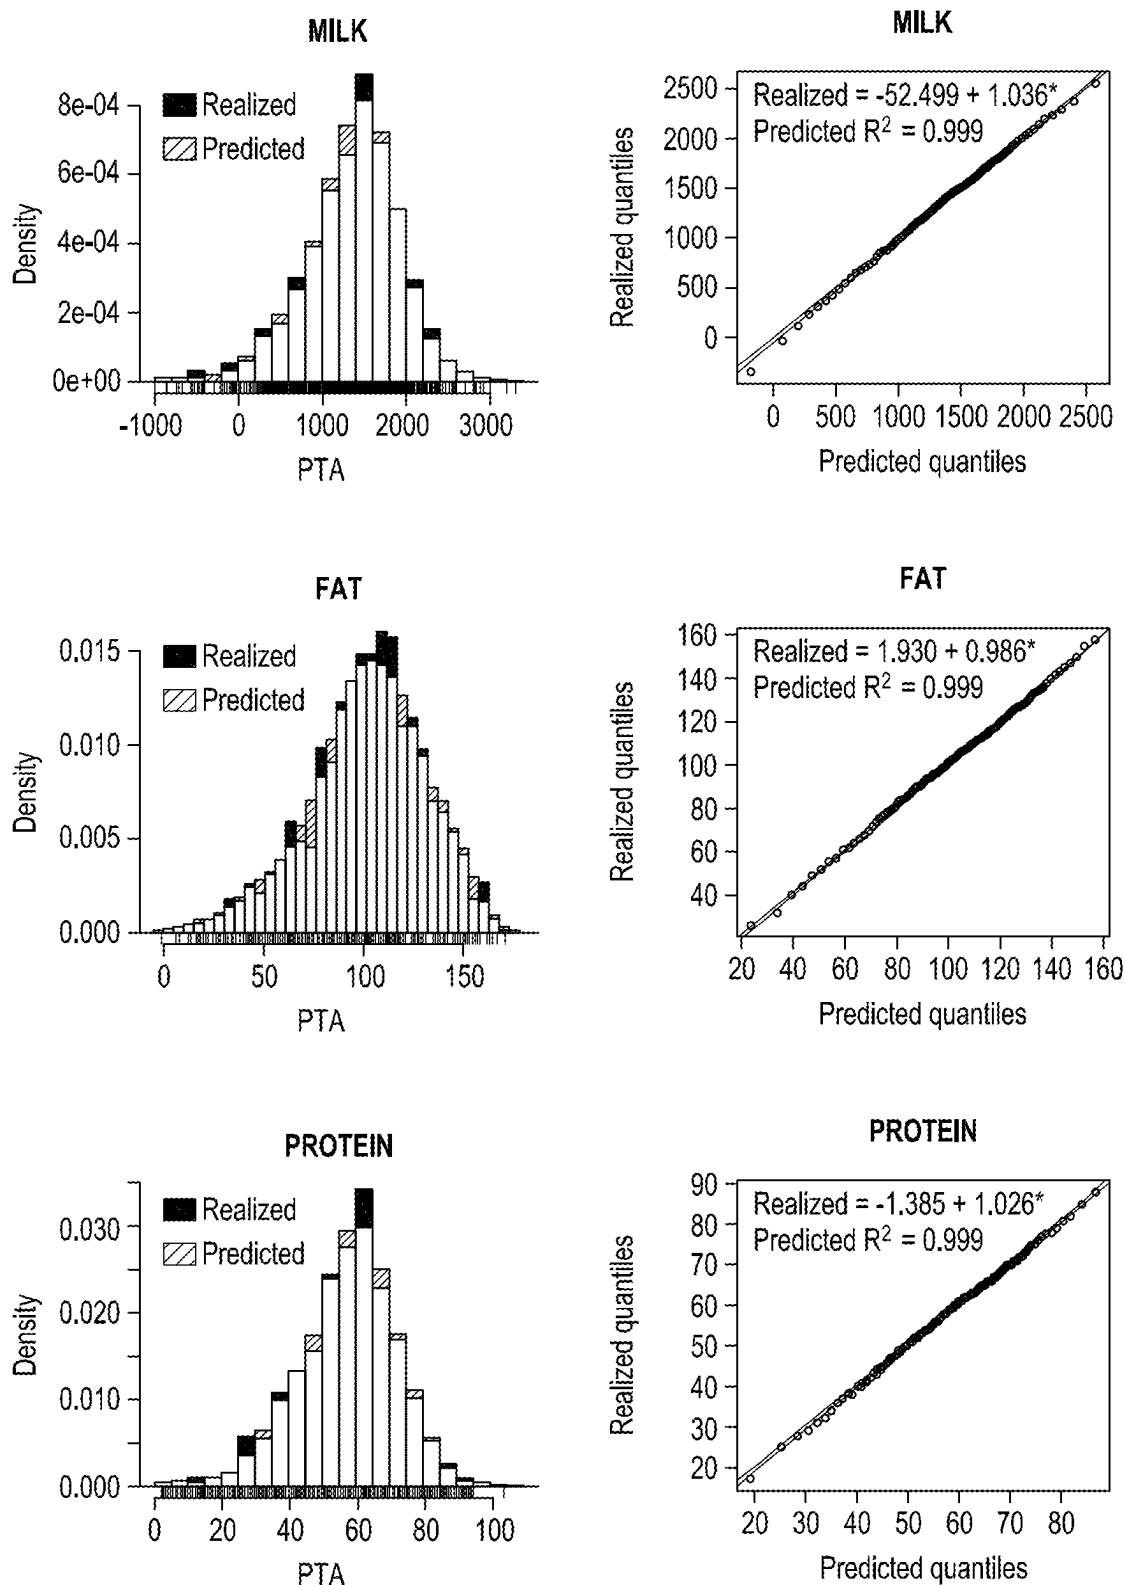 MILK
Realized
Predicted
8e-04
6e-04
4e-04
2e-04
0e+00
Density
-1000 0 1000 2000 3000
PTA
MILK
Realized = -52.499 + 1.036*
Predicted R² = 0.999
2500
2000
1500
1000
500
0
Realized quantiles
0 500 1000 1500 2000 2500
Predicted quantiles
FAT
Realized
Predicted
0.015
0.010
0.005
0.000
Density
0 50 100 150
PTA
FAT
Realized = 1.930 + 0.986*
Predicted R² = 0.999
160
140
120
100
80
60
40
Realized quantiles
20 40 60 80 100 120 140 160
Predicted quantiles
PROTEIN
Realized
Predicted
0.030
0.020
0.010
0.000
Density
0 20 40 60 80 100
PTA
PROTEIN
Realized = -1.385 + 1.026*
Predicted R² = 0.999
90
80
70
60
50
40
30
20
Realized quantiles
20 30 40 50 60 70 80
Predicted quantiles